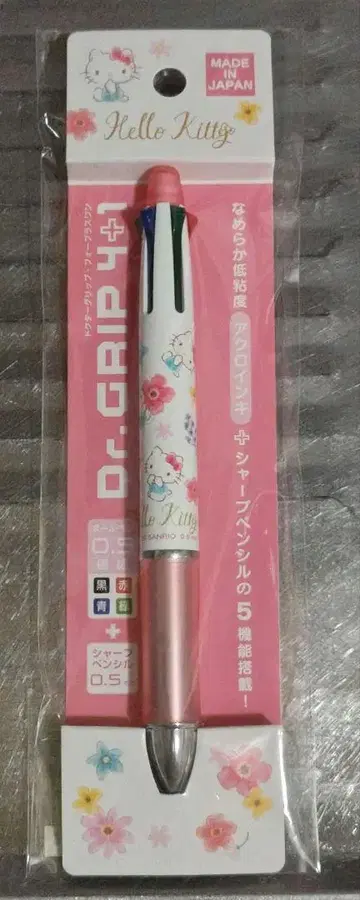 MADE
IN
JAPAN
Hello Kitty
Dr.GRIP 4+1
ドクターグリップ・フォープラスワン
なめらか低粘度
アクロインキ
+シャープペンシルの5機能搭載!
0.5
黒 赤
青 緑
+
シャープ
ペンシル
0.5
Hello Kitty
SANRIO